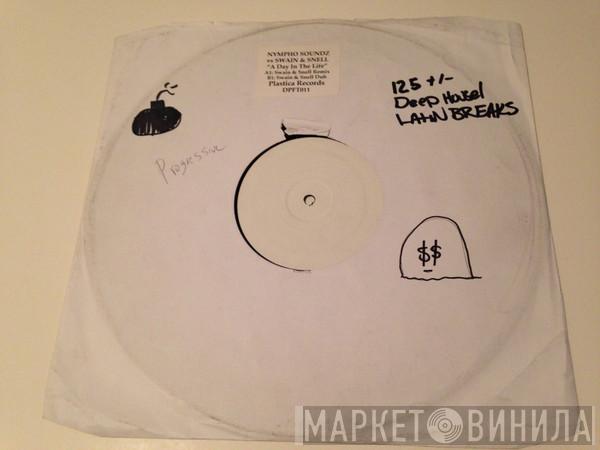 NYMPHO SOUNDZ
vs SWAIN & SNELL
"A Day In The Life"
A1: Swain & Snell Remix
B1: Swain & Snell Dub
Plastica Records
DPFT011
125 +/-
Deep House/
LATIN BREAKS
Progressive
$$
МАРКЕТ ВИНИЛА